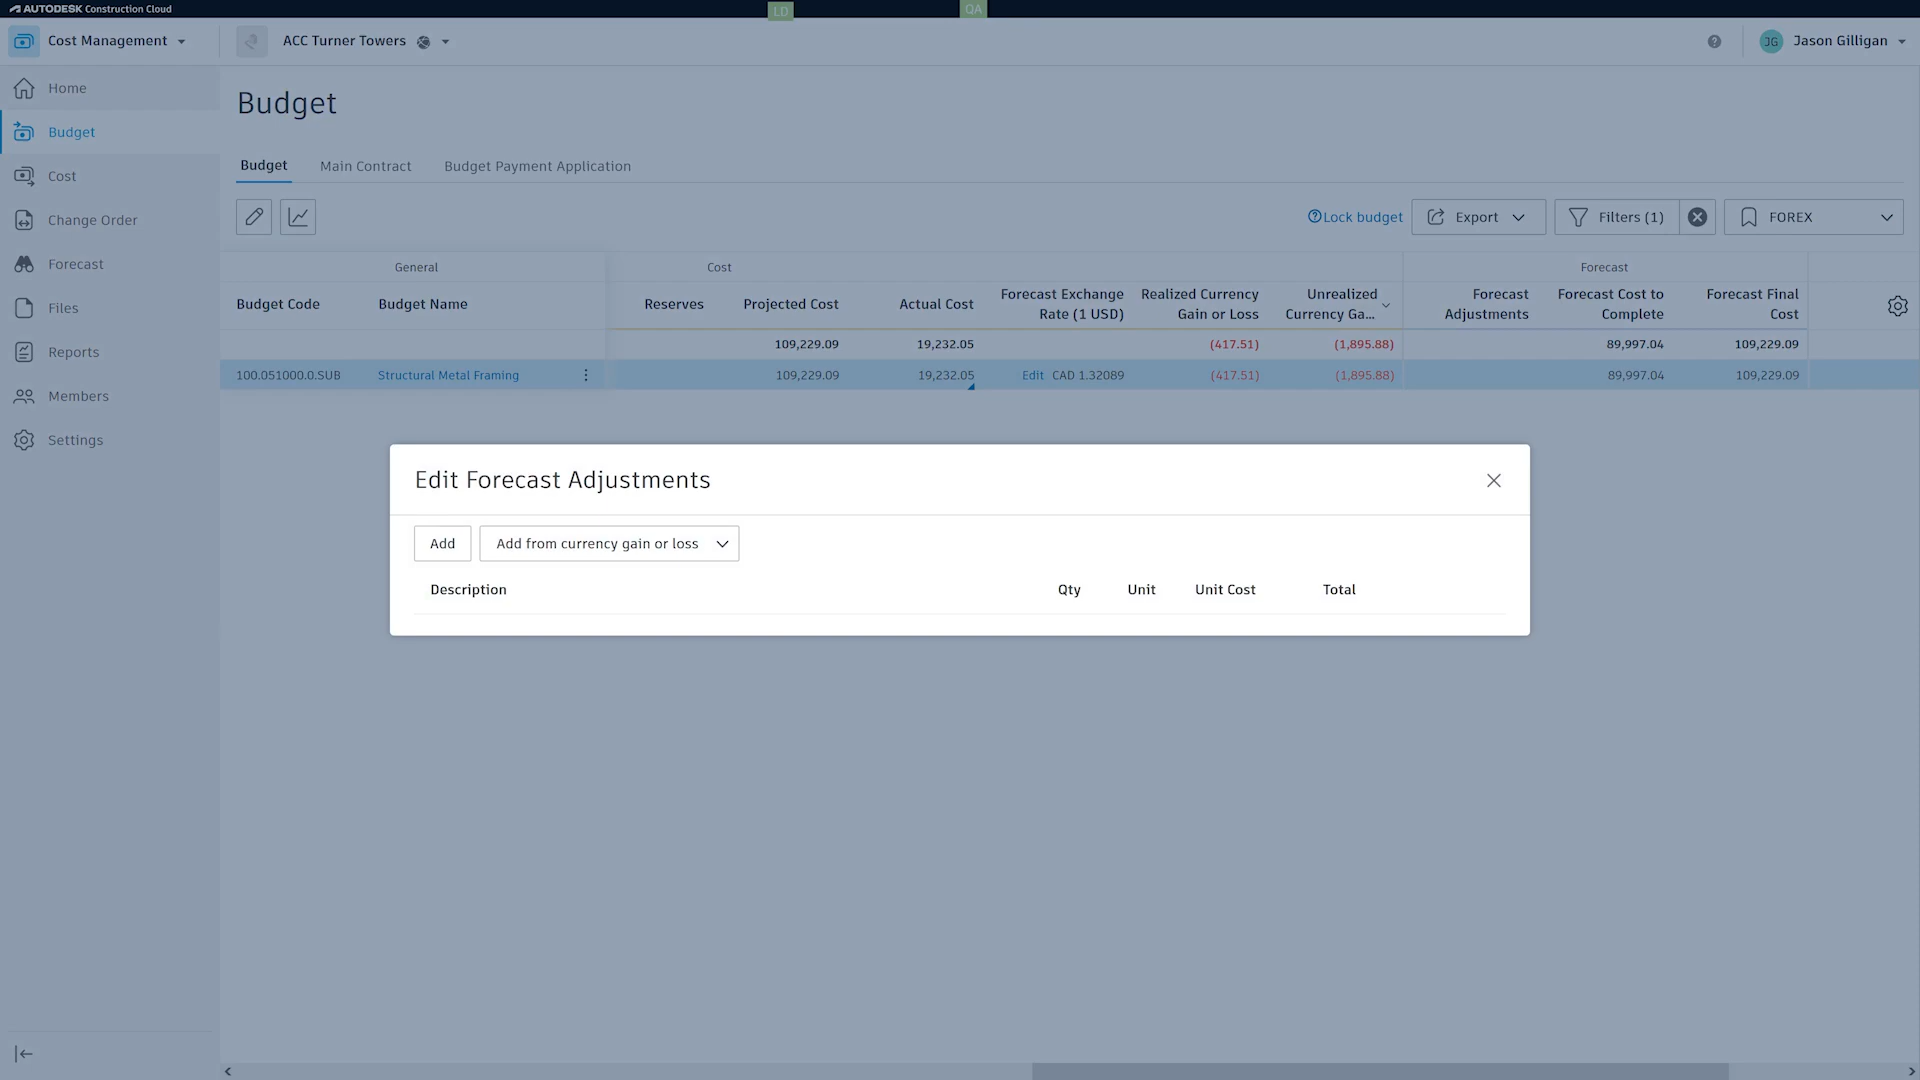 AUTODESK Construction Cloud
LD
QA
Cost Management
ACC Turner Towers
JG
Jason Gilligan
Home
Budget
Cost
Change Order
Forecast
Files
Reports
Members
Settings
Budget
Budget
Main Contract
Budget Payment Application
Lock budget
Export
Filters (1)
FOREX
General
Cost
Forecast
Budget Code
Budget Name
Reserves
Projected Cost
Actual Cost
Forecast Exchange
Rate (1 USD)
Realized Currency
Gain or Loss
Unrealized
Currency Ga...
Forecast
Adjustments
Forecast Cost to
Complete
Forecast Final
Cost
109,229.09
19,232.05
(417.51)
(1,895.88)
89,997.04
109,229.09
100.051000.0.SUB
Structural Metal Framing
109,229.09
19,232.05
Edit CAD 1.32089
(417.51)
(1,895.88)
89,997.04
109,229.09
Edit Forecast Adjustments
Add
Add from currency gain or loss
Description
Qty
Unit
Unit Cost
Total